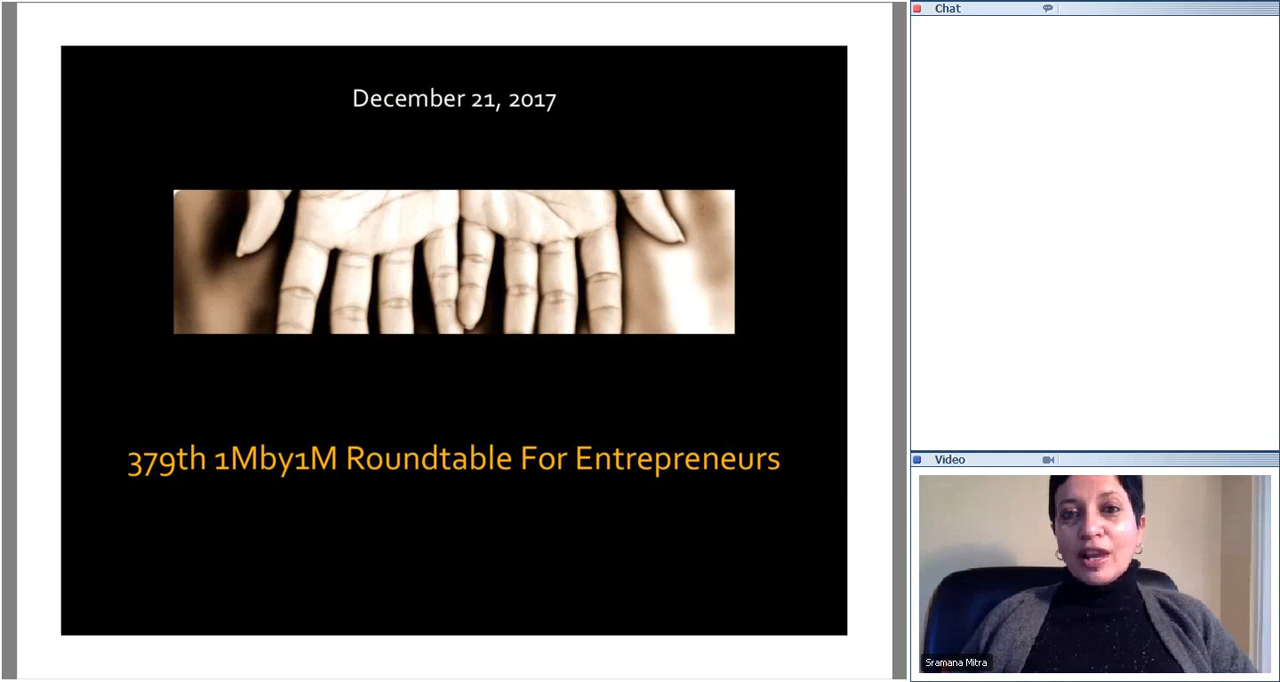 December 21, 2017
379th 1Mby1M Roundtable For Entrepreneurs
Chat
Video
Sramana Mitra